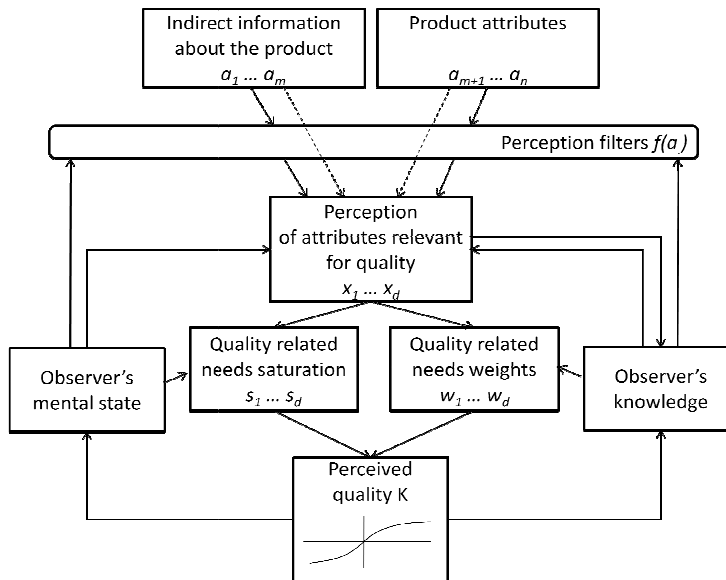 Indirect information
about the product
a1 ... am
Product attributes
am+1 ... an
Perception filters f(a)
Perception
of attributes relevant
for quality
x1 ... xd
Quality related
needs saturation
s1 ... sd
Quality related
needs weights
w1 ... wd
Observer's
mental state
Observer's
knowledge
Perceived
quality K